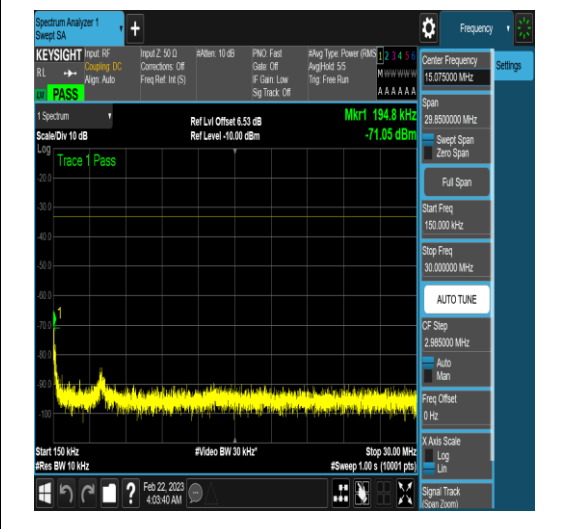 Spectrum Analyzer 1
Swept SA
+
Frequency
KEYSIGHT
RL
PASS
Input: RF
Coupling: DC
Align: Auto
Input Z: 50 Ω
Corrections: Off
Freq Ref: Int (S)
#Atten: 10 dB
PNO: Fast
Gate: Off
IF Gain: Low
Sig Track: Off
#Avg Type: Power (RMS
Avg|Hold: 5/5
Trig: Free Run
1 2 3 4 5 6
M w w w w w
A A A A A A
Settings
1 Spectrum
Scale/Div 10 dB
Ref Lvl Offset 6.53 dB
Ref Level -10.00 dBm
Mkr1 194.8 kHz
-71.05 dBm
Log
Trace 1 Pass
-20.0
-30.0
-40.0
-50.0
-60.0
-70.0
-80.0
-90.0
-100
1
Start 150 kHz
#Res BW 10 kHz
#Video BW 30 kHz*
Stop 30.00 MHz
#Sweep 1.00 s (10001 pts)
Center Frequency
15.075000 MHz
Span
29.8500000 MHz
Swept Span
Zero Span
Full Span
Start Freq
150.000 kHz
Stop Freq
30.000000 MHz
AUTO TUNE
CF Step
2.985000 MHz
Auto
Man
Freq Offset
0 Hz
X Axis Scale
Log
Lin
Signal Track
(Span Zoom)
?
Feb 22, 2023
4:03:40 AM